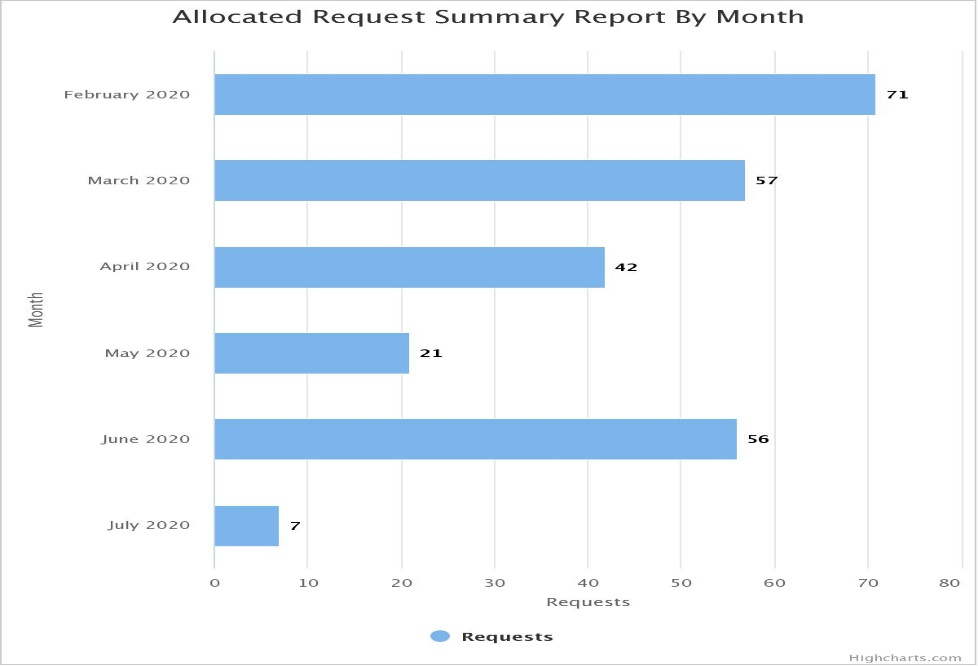 Allocated Request Summary Report By Month
Month
February 2020 71
March 2020 57
April 2020 42
May 2020 21
June 2020 56
July 2020 7
0 10 20 30 40 50 60 70 80
Requests
Requests
Highcharts.com